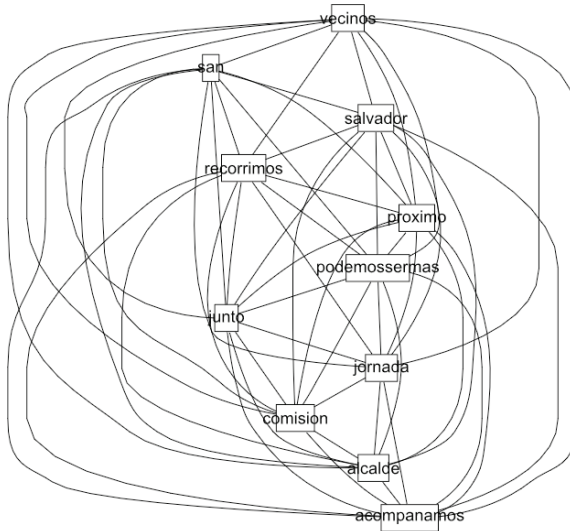 vecinos
san
salvador
recorrimos
proximo
podemossermas
junto
jornada
comision
alcalde
acompanamos